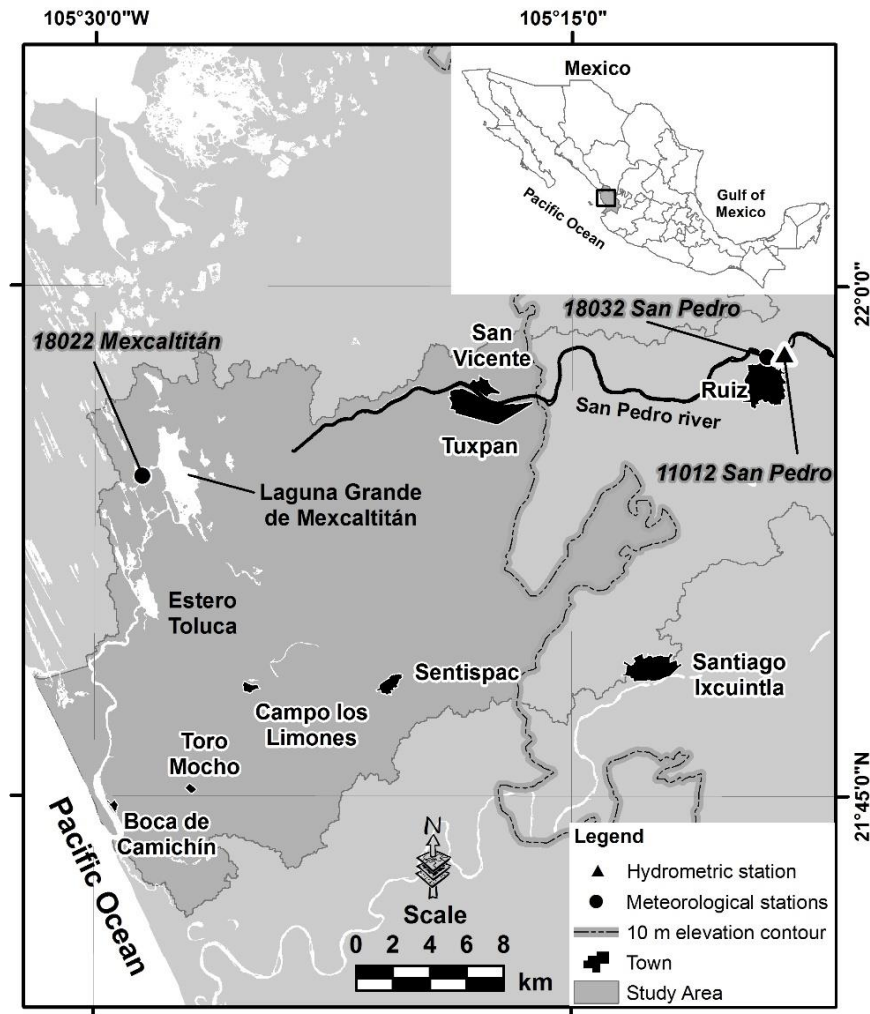 105°30'0"W
105°15'0"
Mexico
Pacific Ocean
Gulf of
Mexico
22°0'0"
18032 San Pedro
18022 Mexcaltitán
San
Vicente
Ruiz
San Pedro river
Tuxpan
11012 San Pedro
Laguna Grande
de Mexcaltitán
Estero
Toluca
Sentispac
Santiago
Ixcuintla
Campo los
Limones
Toro
Mocho
Boca de
Camichín
21°45'0"N
Pacific Ocean
N
Scale
0 2 4 6 8
km
Legend
Hydrometric station
Meteorological stations
10 m elevation contour
Town
Study Area